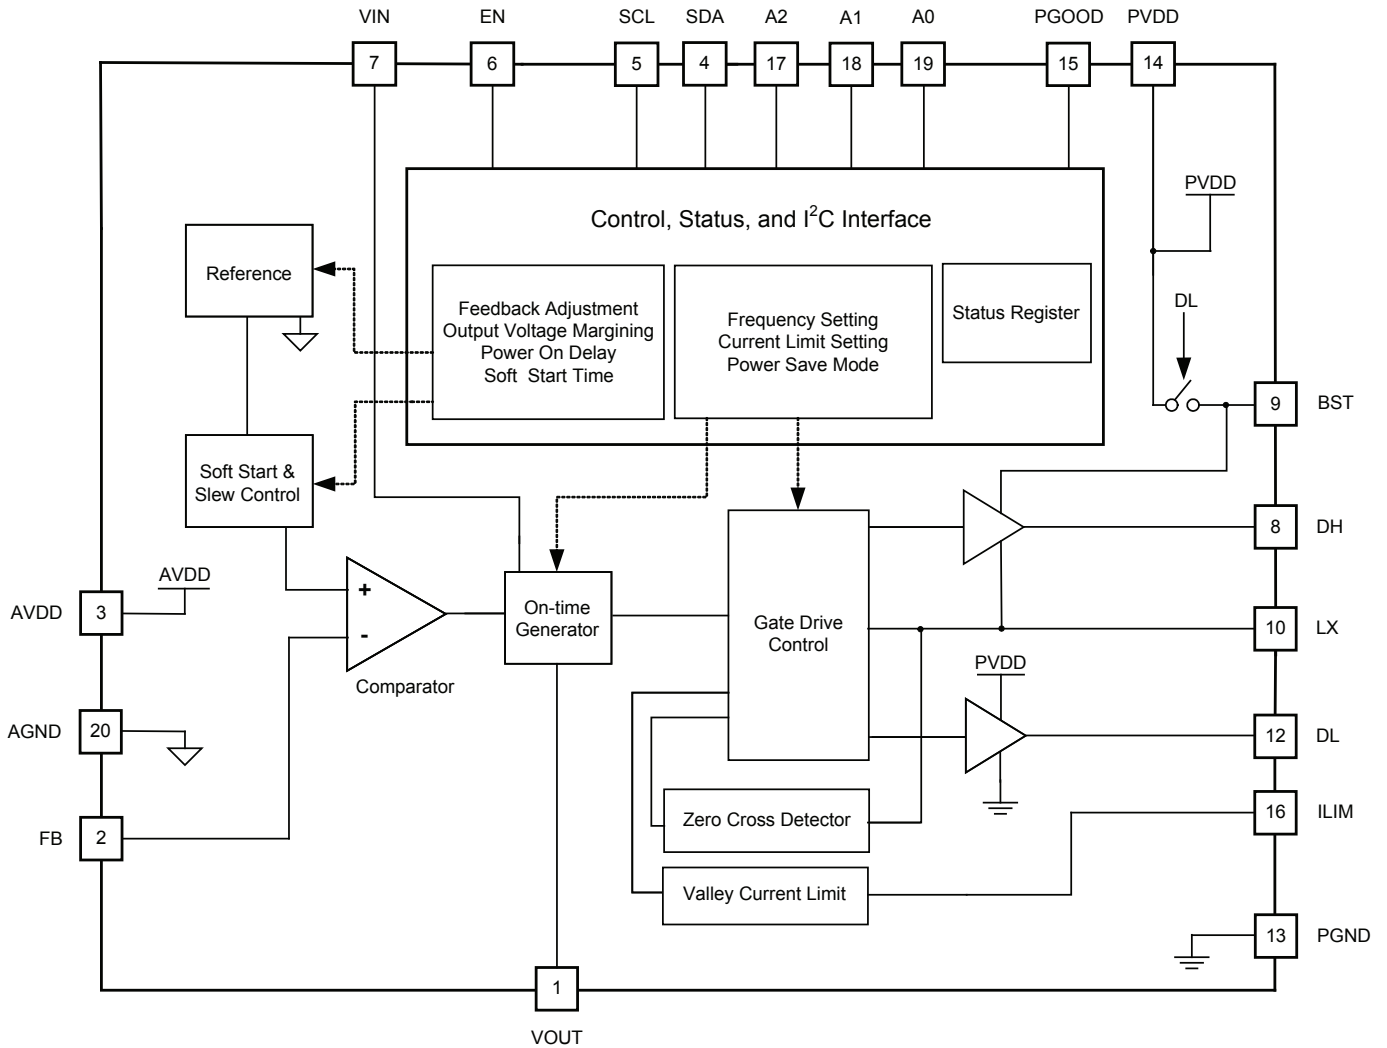 VIN EN SCL SDA A2 A1 A0 PGOOD PVDD
7 6 5 4 17 18 19 15 14
PVDD
Control, Status, and I²C Interface
Reference
Feedback Adjustment
Output Voltage Margining
Power On Delay
Soft Start Time
Frequency Setting
Current Limit Setting
Power Save Mode
Status Register
DL
9 BST
Soft Start &
Slew Control
8 DH
AVDD
AVDD 3
+
-
Comparator
On-time
Generator
Gate Drive
Control
10 LX
PVDD
AGND 20
12 DL
FB 2
Zero Cross Detector
16 ILIM
Valley Current Limit
13 PGND
1
VOUT